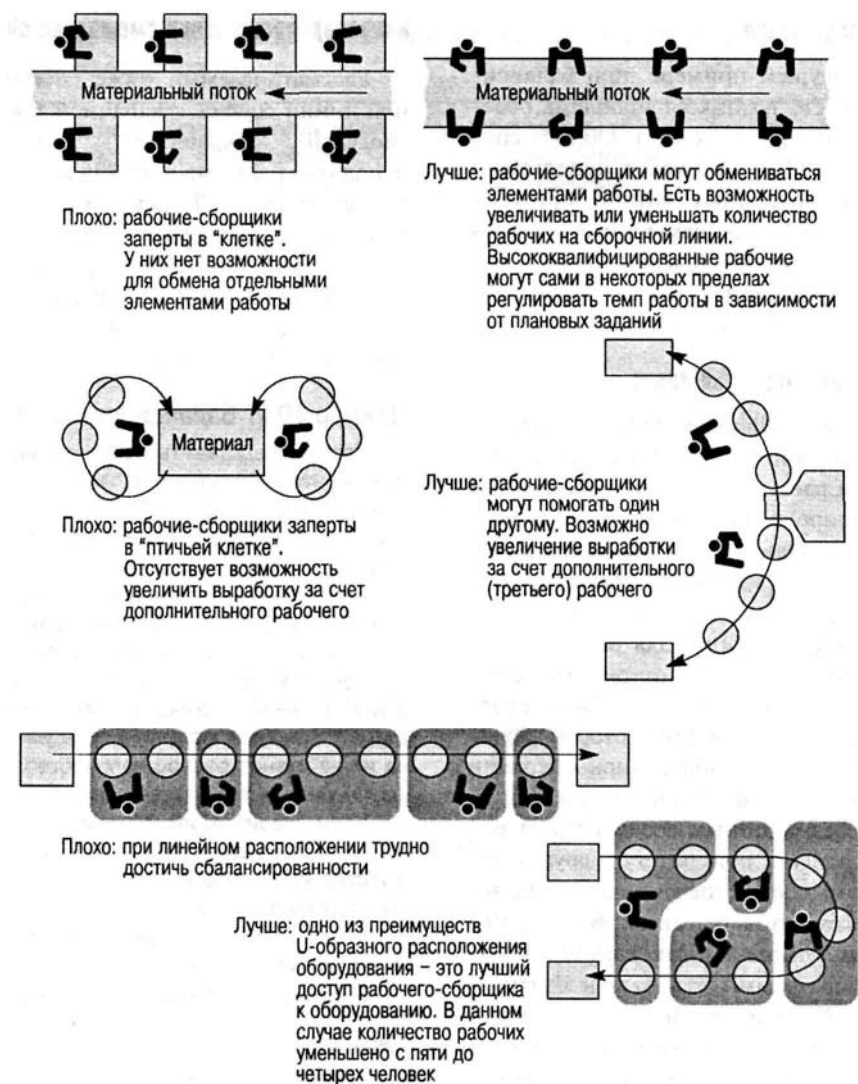 Материальный поток
Плохо: рабочие-сборщики
заперты в "клетке".
У них нет возможности
для обмена отдельными
элементами работы
Материальный поток
Лучше: рабочие-сборщики могут обмениваться
элементами работы. Есть возможность
увеличивать или уменьшать количество
рабочих на сборочной линии.
Высококвалифицированные рабочие
могут сами в некоторых пределах
регулировать темп работы в зависимости
от плановых заданий
Материал
Плохо: рабочие-сборщики заперты
в "птичьей клетке".
Отсутствует возможность
увеличить выработку за счет
дополнительного рабочего
Лучше: рабочие-сборщики
могут помогать один
другому. Возможно
увеличение выработки
за счет дополнительного
(третьего) рабочего
Плохо: при линейном расположении трудно
достичь сбалансированности
Лучше: одно из преимуществ
U-образного расположения
оборудования – это лучший
доступ рабочего-сборщика
к оборудованию. В данном
случае количество рабочих
уменьшено с пяти до
четырех человек